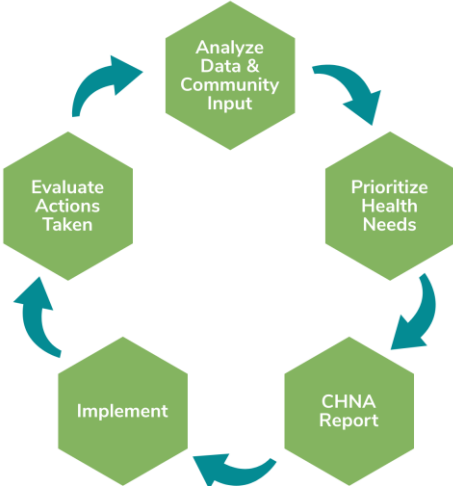 Analyze
Data &
Community
Input
Prioritize
Health
Needs
CHNA
Report
Implement
Evaluate
Actions
Taken